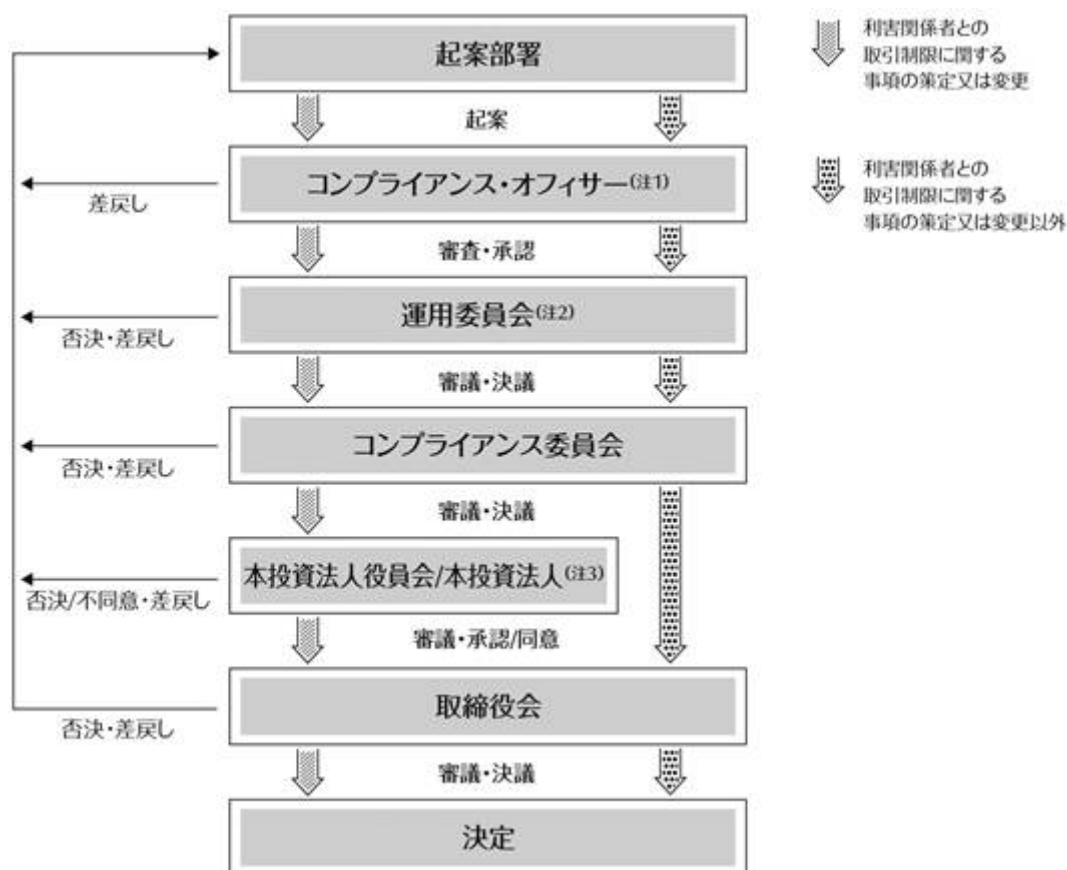 起案部署
起案
コンプライアンス・オフィサー(注1)
差戻し
審査・承認
運用委員会(注2)
否決・差戻し
審議・決議
コンプライアンス委員会
否決・差戻し
審議・決議
本投資法人役員会/本投資法人(注3)
否決/不同意・差戻し
審議・承認/同意
取締役会
否決・差戻し
審議・決議
決定
利害関係者との
取引制限に関する
事項の策定又は変更
利害関係者との
取引制限に関する
事項の策定又は変更以外